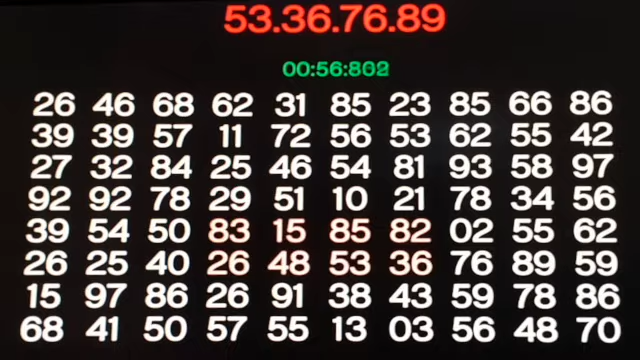 53.36.76.89
00:56:802
26 46 68 62 31 85 23 85 66 86
39 39 57 11 72 56 53 62 55 42
27 32 84 25 46 54 81 93 58 97
92 92 78 29 51 10 21 78 34 56
39 54 50 83 15 85 82 02 55 62
26 25 40 26 48 53 36 76 89 59
15 97 86 26 91 38 43 59 78 86
68 41 50 57 55 13 03 56 48 70